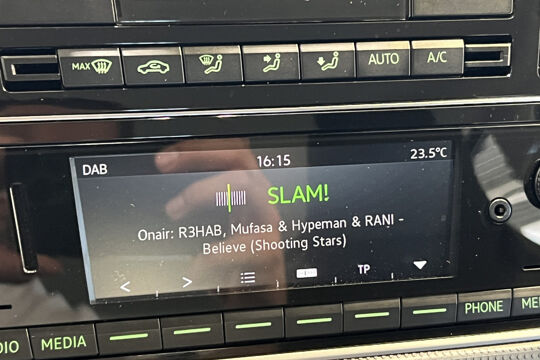 MAX
AUTO
A/C
DAB
16:15
23.5°C
SLAM!
Onair: R3HAB, Mufasa & Hypeman & RANI -
Believe (Shooting Stars)
< > TP
MEDIA
PHONE